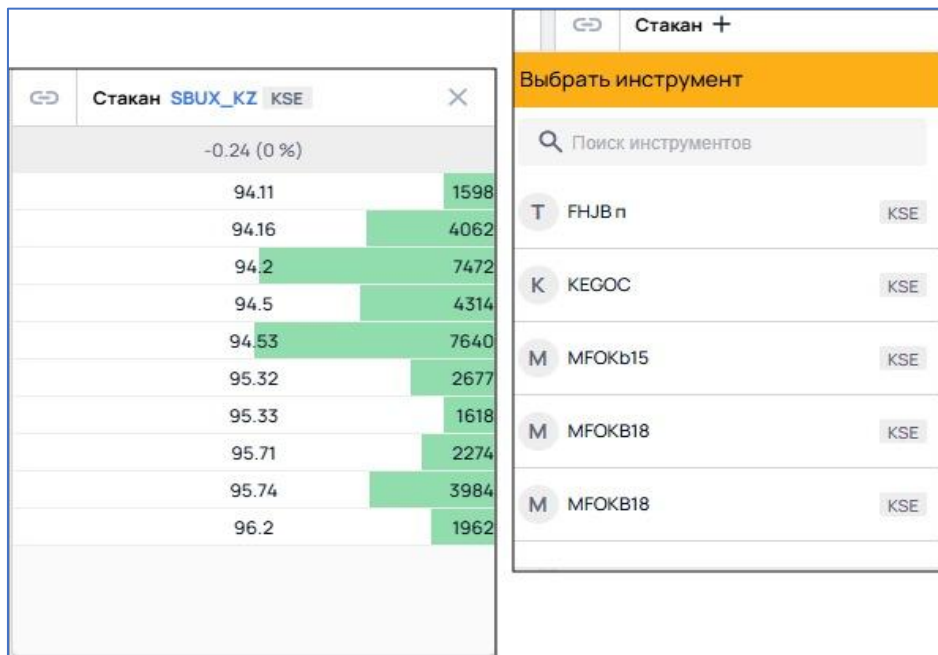 Стакан SBUX_KZ KSE
-0.24 (0 %)
94.11 1598
94.16 4062
94.2 7472
94.5 4314
94.53 7640
95.32 2677
95.33 1618
95.71 2274
95.74 3984
96.2 1962
Стакан +
Выбрать инструмент
Поиск инструментов
T FHJB п KSE
K KEGOC KSE
M MFOKb15 KSE
M MFOKB18 KSE
M MFOKB18 KSE